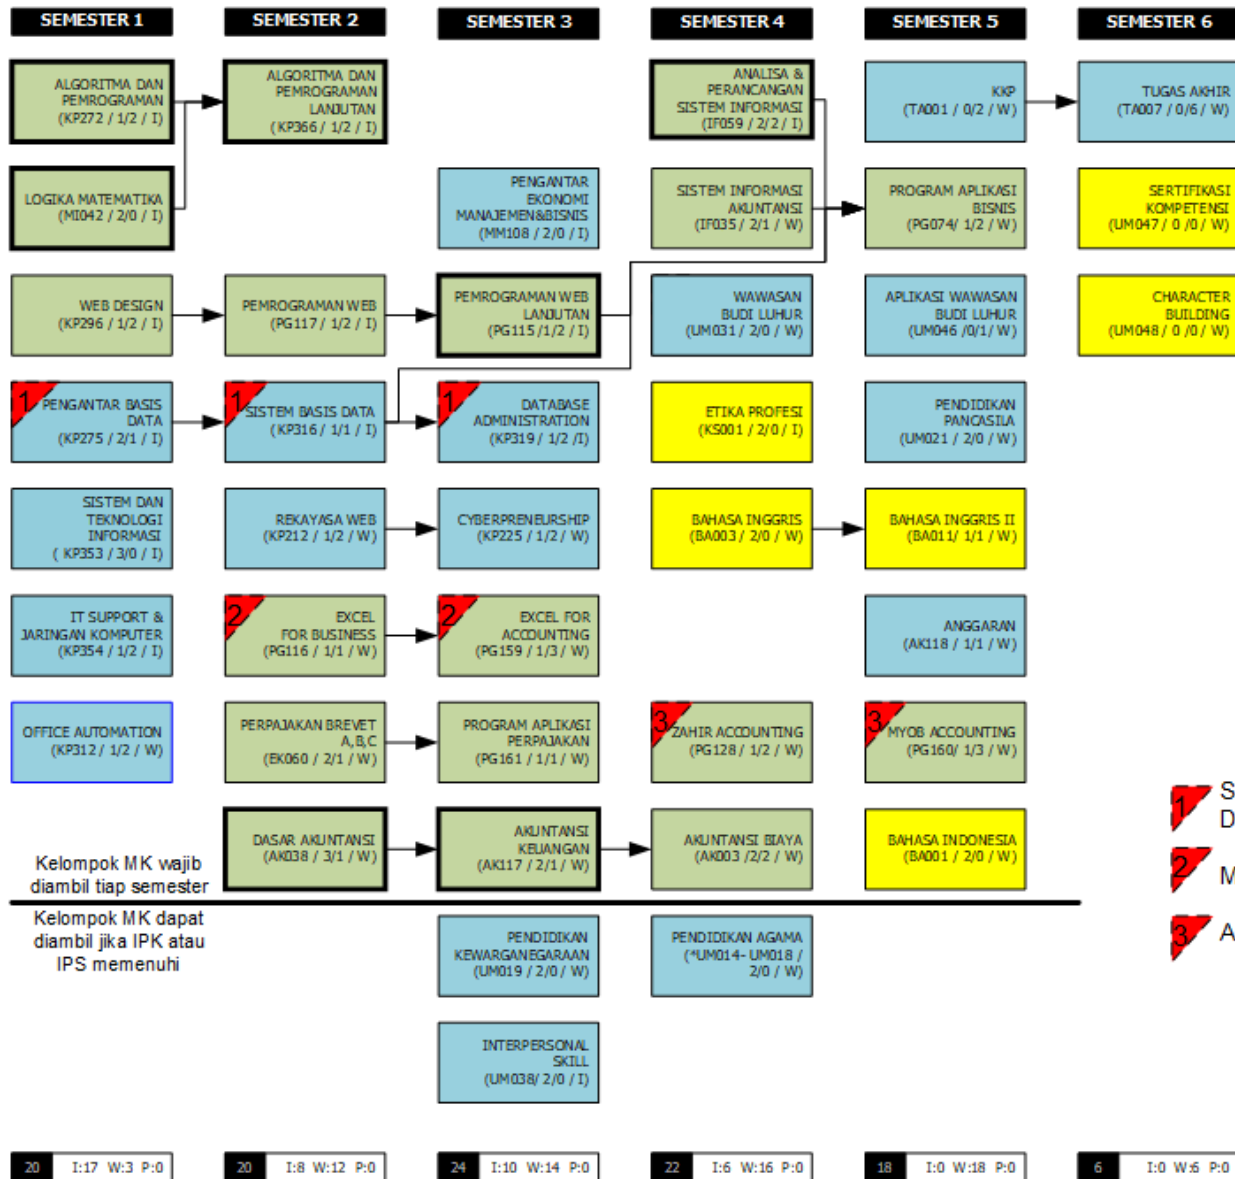 SEMESTER 1
SEMESTER 2
SEMESTER 3
SEMESTER 4
SEMESTER 5
SEMESTER 6
ALGORITMA DAN
PEMROGRAMAN
(KP272 / 1/2 / I)
ALGORITMA DAN
PEMROGRAMAN
LANJUTAN
(KP366 / 1/2 / I)
ANALISA &
PERANCANGAN
SISTEM INFORMASI
(IF059 / 2/2 / I)
KKP
(TA001 / 0/2 / W)
TUGAS AKHIR
(TA007 / 0/6 / W)
LOGIKA MATEMATIKA
(MI042 / 2/0 / I)
PENGANTAR
EKONOMI
MANAJEMEN&BISNIS
(MM108 / 2/0 / I)
SISTEM INFORMASI
AKUNTANSI
(IF035 / 2/1 / W)
PROGRAM APLIKASI
BISNIS
(PG074/ 1/2 / W)
SERTIFIKASI
KOMPETENSI
(UM047 / 0 /0 / W)
WEB DESIGN
(KP296 / 1/2 / I)
PEMROGRAMAN WEB
(PG117 / 1/2 / I)
PEMROGRAMAN WEB
LANJUTAN
(PG115 /1/2 / I)
WAWASAN
BUDI LUHUR
(UM031 / 2/0 / W)
APLIKASI WAWASAN
BUDI LUHUR
(UM046 /0/1/ W)
CHARACTER
BUILDING
(UM048 / 0 /0 / W)
1
PENGANTAR BASIS
DATA
(KP275 / 2/1 / I)
1
SISTEM BASIS DATA
(KP316 / 1/1 / I)
1
DATABASE
ADMINISTRATION
(KP319 / 1/2 /I)
ETIKA PROFESI
(KS001 / 2/0 / I)
PENDIDIKAN
PANCASILA
(UM021 / 2/0 / W)
SISTEM DAN
TEKNOLOGI
INFORMASI
( KP353 / 3/0 / I)
REKAYASA WEB
(KP212 / 1/2 / W)
CYBERPRENEURSHIP
(KP225 / 1/2 / W)
BAHASA INGGRIS
(BA003 / 2/0 / W)
BAHASA INGGRIS II
(BA011/ 1/1 / W)
IT SUPPORT &
JARINGAN KOMPUTER
(KP354 / 1/2 / I)
2
EXCEL
FOR BUSINESS
(PG116 / 1/1 / W)
2
EXCEL FOR
ACCOUNTING
(PG159 / 1/3 / W)
ANGGARAN
(AK118 / 1/1 / W)
OFFICE AUTOMATION
(KP312 / 1/2 / W)
PERPAJAKAN BREVET
A,B,C
(EK060 / 2/1 / W)
PROGRAM APLIKASI
PERPAJAKAN
(PG161 / 1/1 / W)
3
ZAHIR ACCOUNTING
(PG128 / 1/2 / W)
3
MYOB ACCOUNTING
(PG160/ 1/3 / W)
DASAR AKUNTANSI
(AK038 / 3/1 / W)
AKUNTANSI
KEUANGAN
(AK117 / 2/1 / W)
AKUNTANSI BIAYA
(AK003 /2/2 / W)
BAHASA INDONESIA
(BA001 / 2/0 / W)
1 S
D
2 M
3 A
Kelompok MK wajib
diambil tiap semester
Kelompok MK dapat
diambil jika IPK atau
IPS memenuhi
PENDIDIKAN
KEWARGANEGARAAN
(UM019 / 2/0 / W)
PENDIDIKAN AGAMA
(*UM014- UM018 /
2/0 / W)
INTERPERSONAL
SKILL
(UM038/ 2/0 / I)
20 I:17 W:3 P:0
20 I:8 W:12 P:0
24 I:10 W:14 P:0
22 I:6 W:16 P:0
18 I:0 W:18 P:0
6 I:0 W:6 P:0